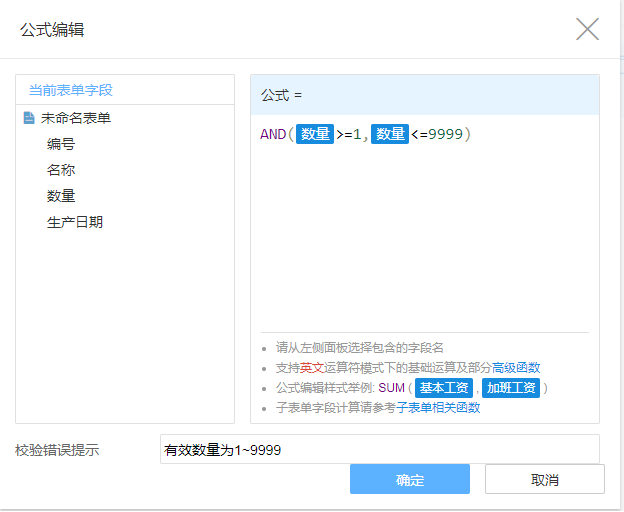 公式编辑
当前表单字段
未命名表单
编号
名称
数量
生产日期
公式 =
AND(数量>=1,数量<=9999)
请从左侧面板选择包含的字段名
支持英文运算符模式下的基础运算及部分高级函数
公式编辑样式举例: SUM ( 基本工资 , 加班工资 )
子表单字段计算请参考子表单相关函数
校验错误提示
有效数量为1~9999
确定
取消